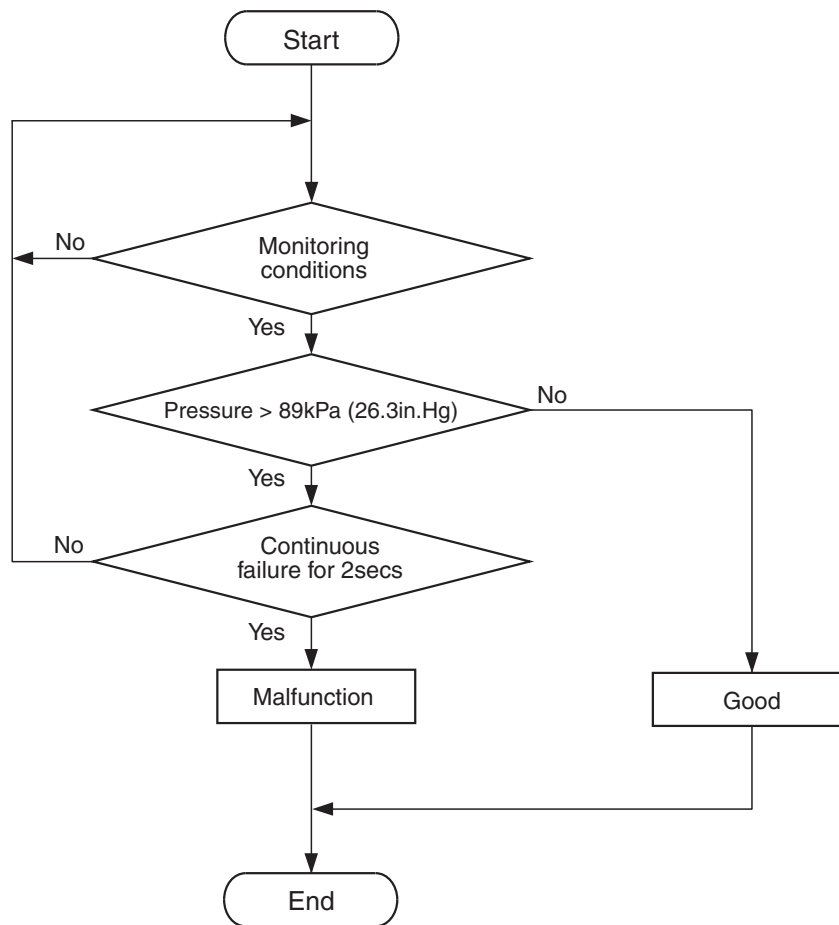 Start
No
Monitoring
conditions
Yes
Pressure > 89kPa (26.3in.Hg)
No
Yes
No
Continuous
failure for 2secs
Yes
Malfunction
Good
End